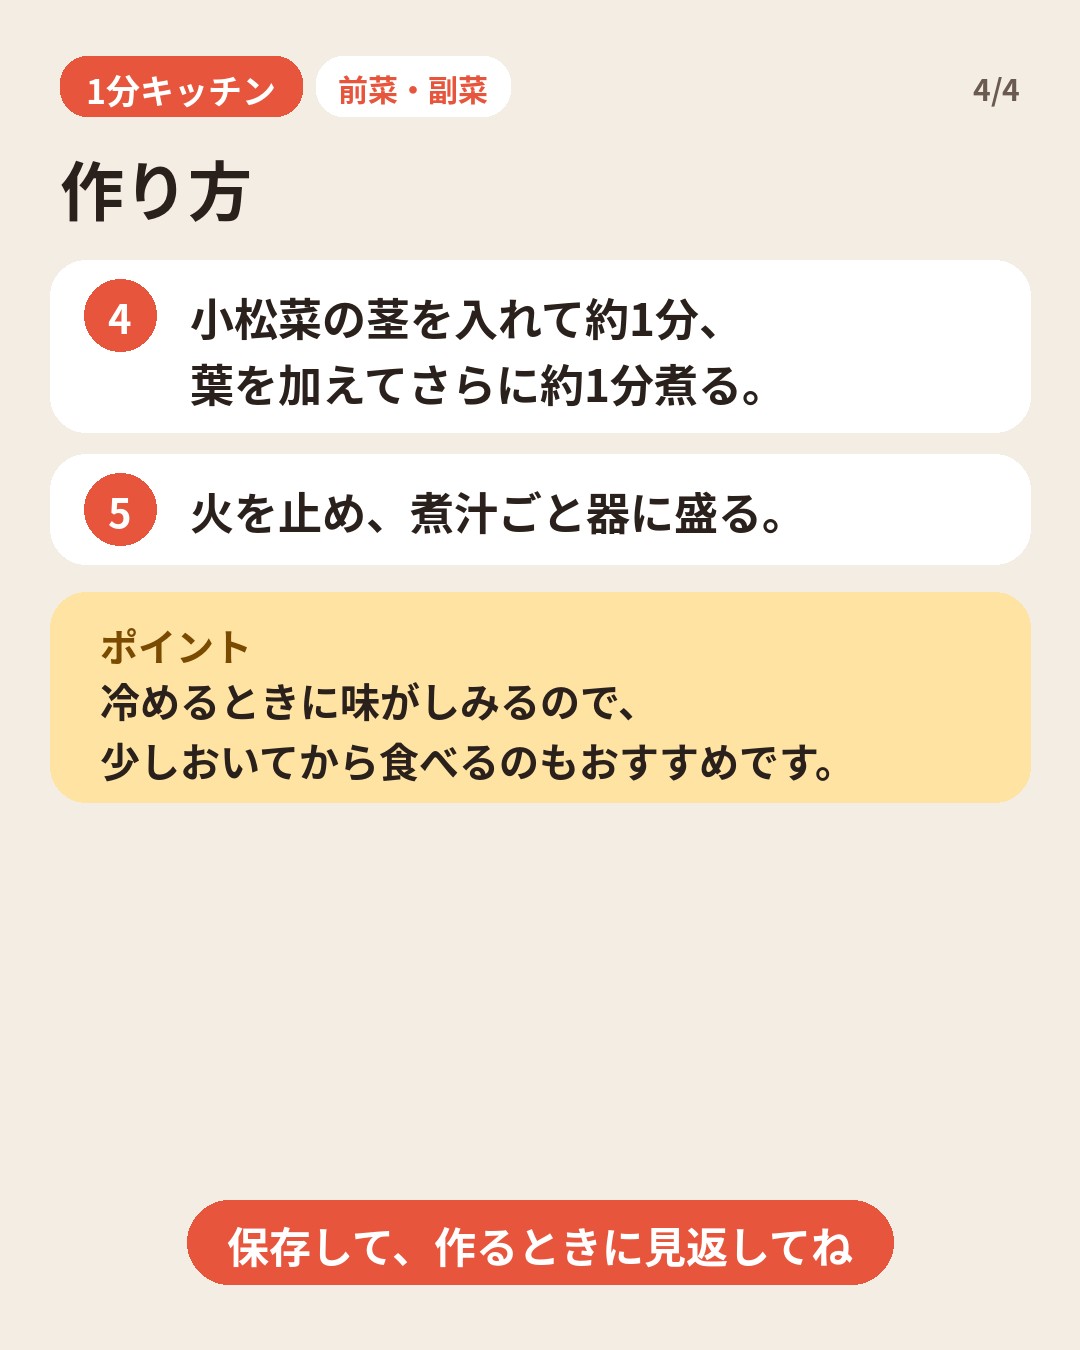 1分キッチン
前菜・副菜
4/4
作り方
4
小松菜の茎を入れて約1分、
葉を加えてさらに約1分煮る。
5
火を止め、煮汁ごと器に盛る。
ポイント
冷めるときに味がしみるので、
少しおいてから食べるのもおすすめです。
保存して、作るときに見返してね